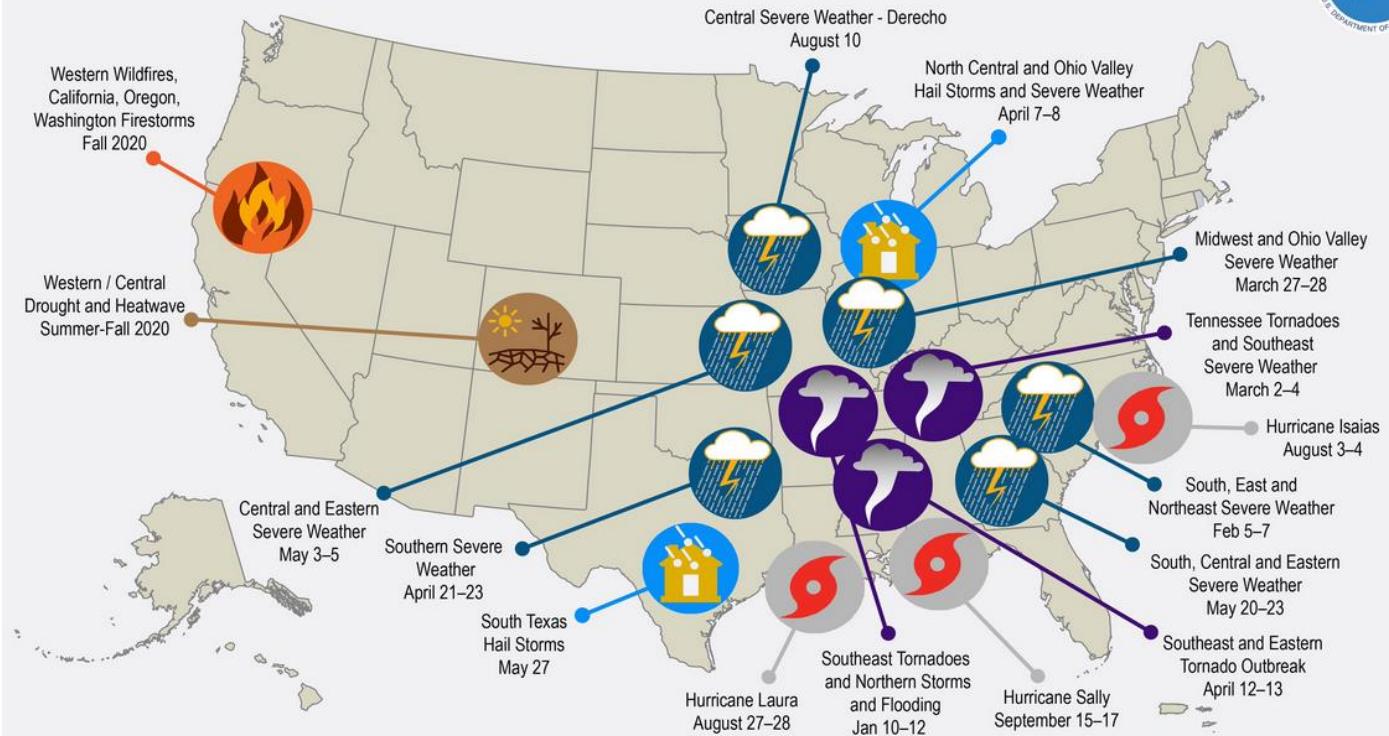 Central Severe Weather - Derecho
August 10
U.S. DEPARTMENT OF
Western Wildfires,
California, Oregon,
Washington Firestorms
Fall 2020
North Central and Ohio Valley
Hail Storms and Severe Weather
April 7–8
Western / Central
Drought and Heatwave
Summer-Fall 2020
Midwest and Ohio Valley
Severe Weather
March 27–28
Tennessee Tornadoes
and Southeast
Severe Weather
March 2–4
Hurricane Isaias
August 3–4
South, East and
Northeast Severe Weather
Feb 5–7
Central and Eastern
Severe Weather
May 3–5
Southern Severe
Weather
April 21–23
South, Central and Eastern
Severe Weather
May 20–23
South Texas
Hail Storms
May 27
Southeast and Eastern
Tornado Outbreak
April 12–13
Hurricane Laura
August 27–28
Southeast Tornadoes
and Northern Storms
and Flooding
Jan 10–12
Hurricane Sally
September 15–17